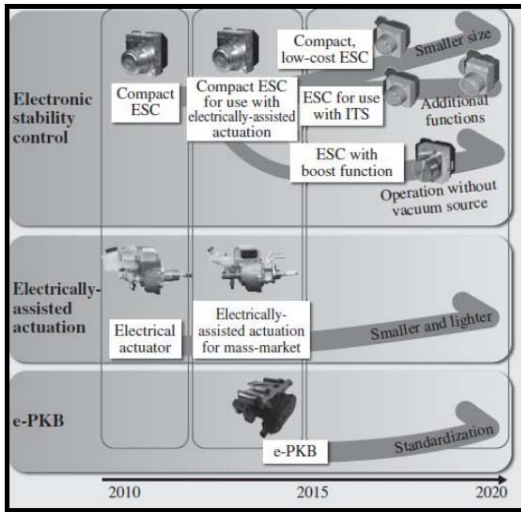 Electronic
stability
control
Compact
ESC
Compact ESC
for use with
electrically-assisted
actuation
Compact,
low-cost ESC
Smaller size
ESC for use
with ITS
Additional
functions
ESC with
boost function
Operation without
vacuum source
Electrically-
assisted
actuation
Electrical
actuator
Electrically-
assisted actuation
for mass-market
Smaller and lighter
e-PKB
e-PKB
Standardization
2010
2015
2020